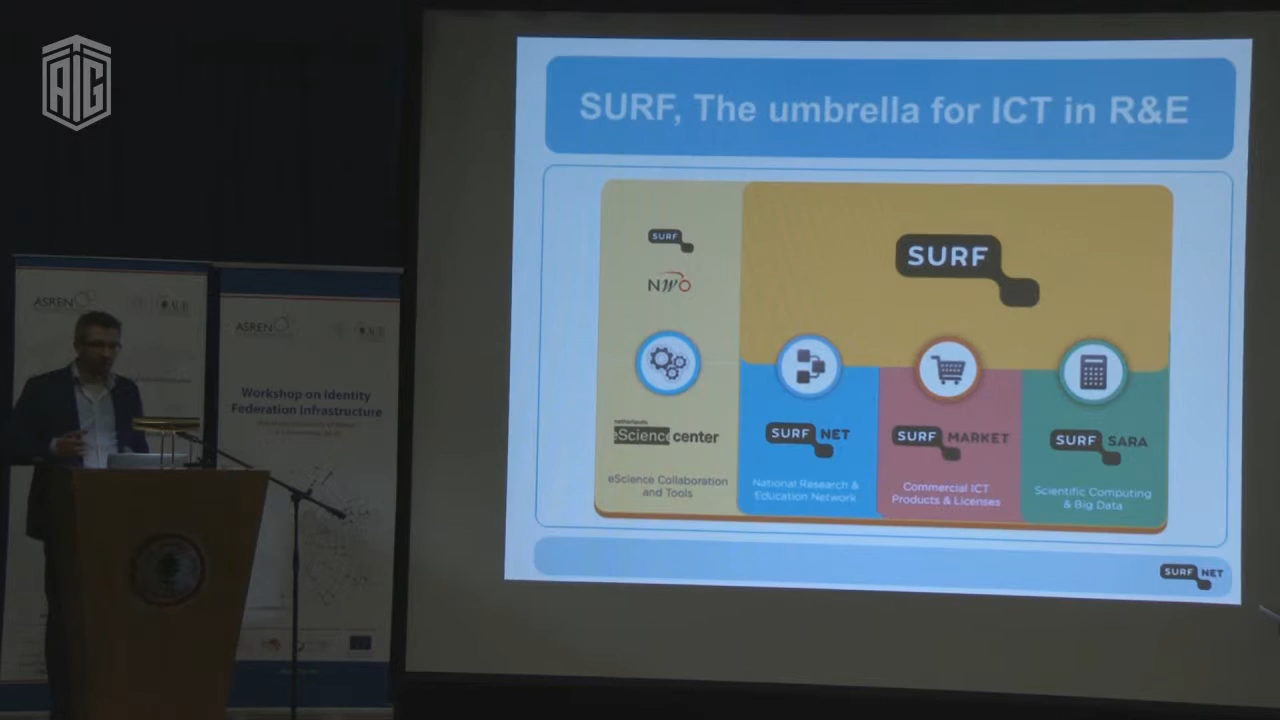 TAG
SURF, The umbrella for ICT in R&E
SURF
NWO
SURF
netherlands
eScience center
eScience Collaboration
and Tools
SURF NET
National Research &
Education Network
SURF MARKET
Commercial ICT
Products & Licenses
SURF SARA
Scientific Computing
& Big Data
SURF NET
ASREN
ASREN
Workshop on Identity
Federation Infrastructure